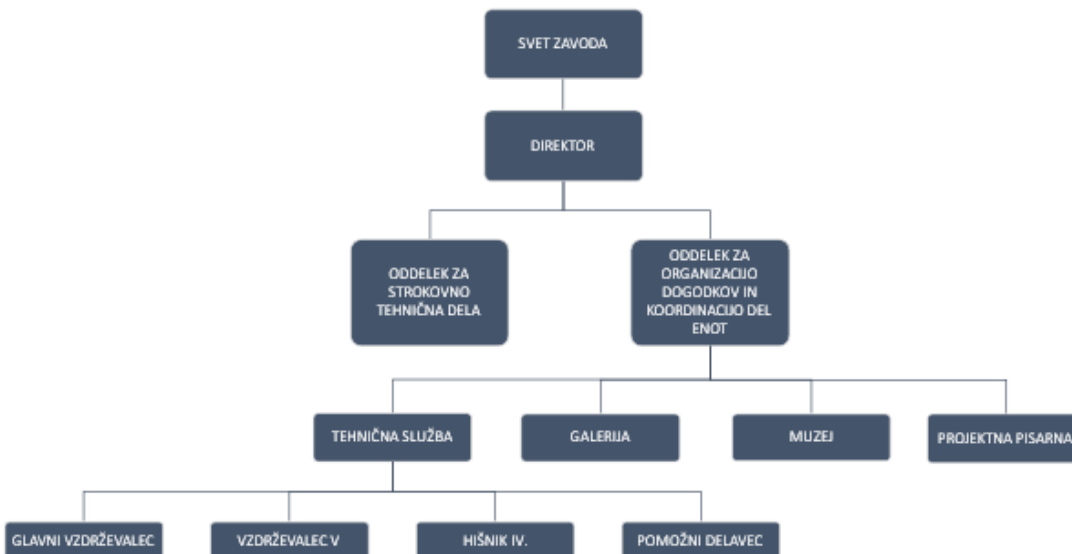 SVET ZAVODA
DIREKTOR
ODDELEK ZA
STROKOVNO
TEHNIČNA DELA
ODDELEK ZA
ORGANIZACIJO
DOGODKOV IN
KOORDINACIJO DEL
ENOT
TEHNIČNA SLUŽBA
GALERIJA
MUZEJ
PROJEKTNA PISARNA
GLAVNI VZDRŽEVALEC
VZDRŽEVALEC V
HIŠNIK IV.
POMOŽNI DELAVEC